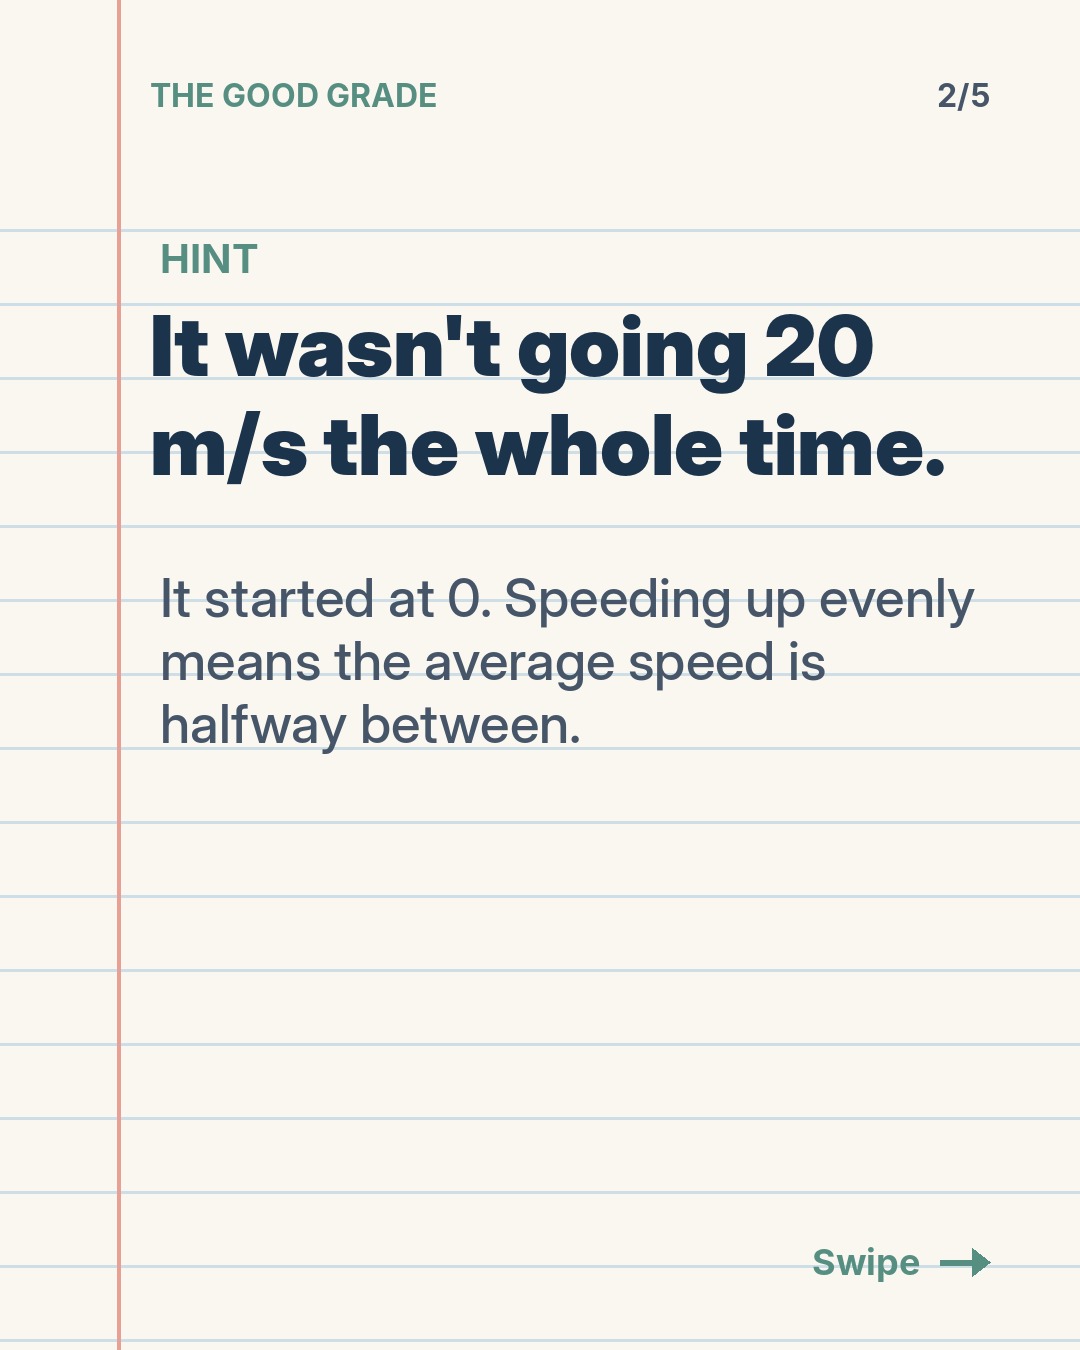 THE GOOD GRADE
2/5
HINT
It wasn't going 20
m/s the whole time.
It started at 0. Speeding up evenly
means the average speed is
halfway between.
Swipe